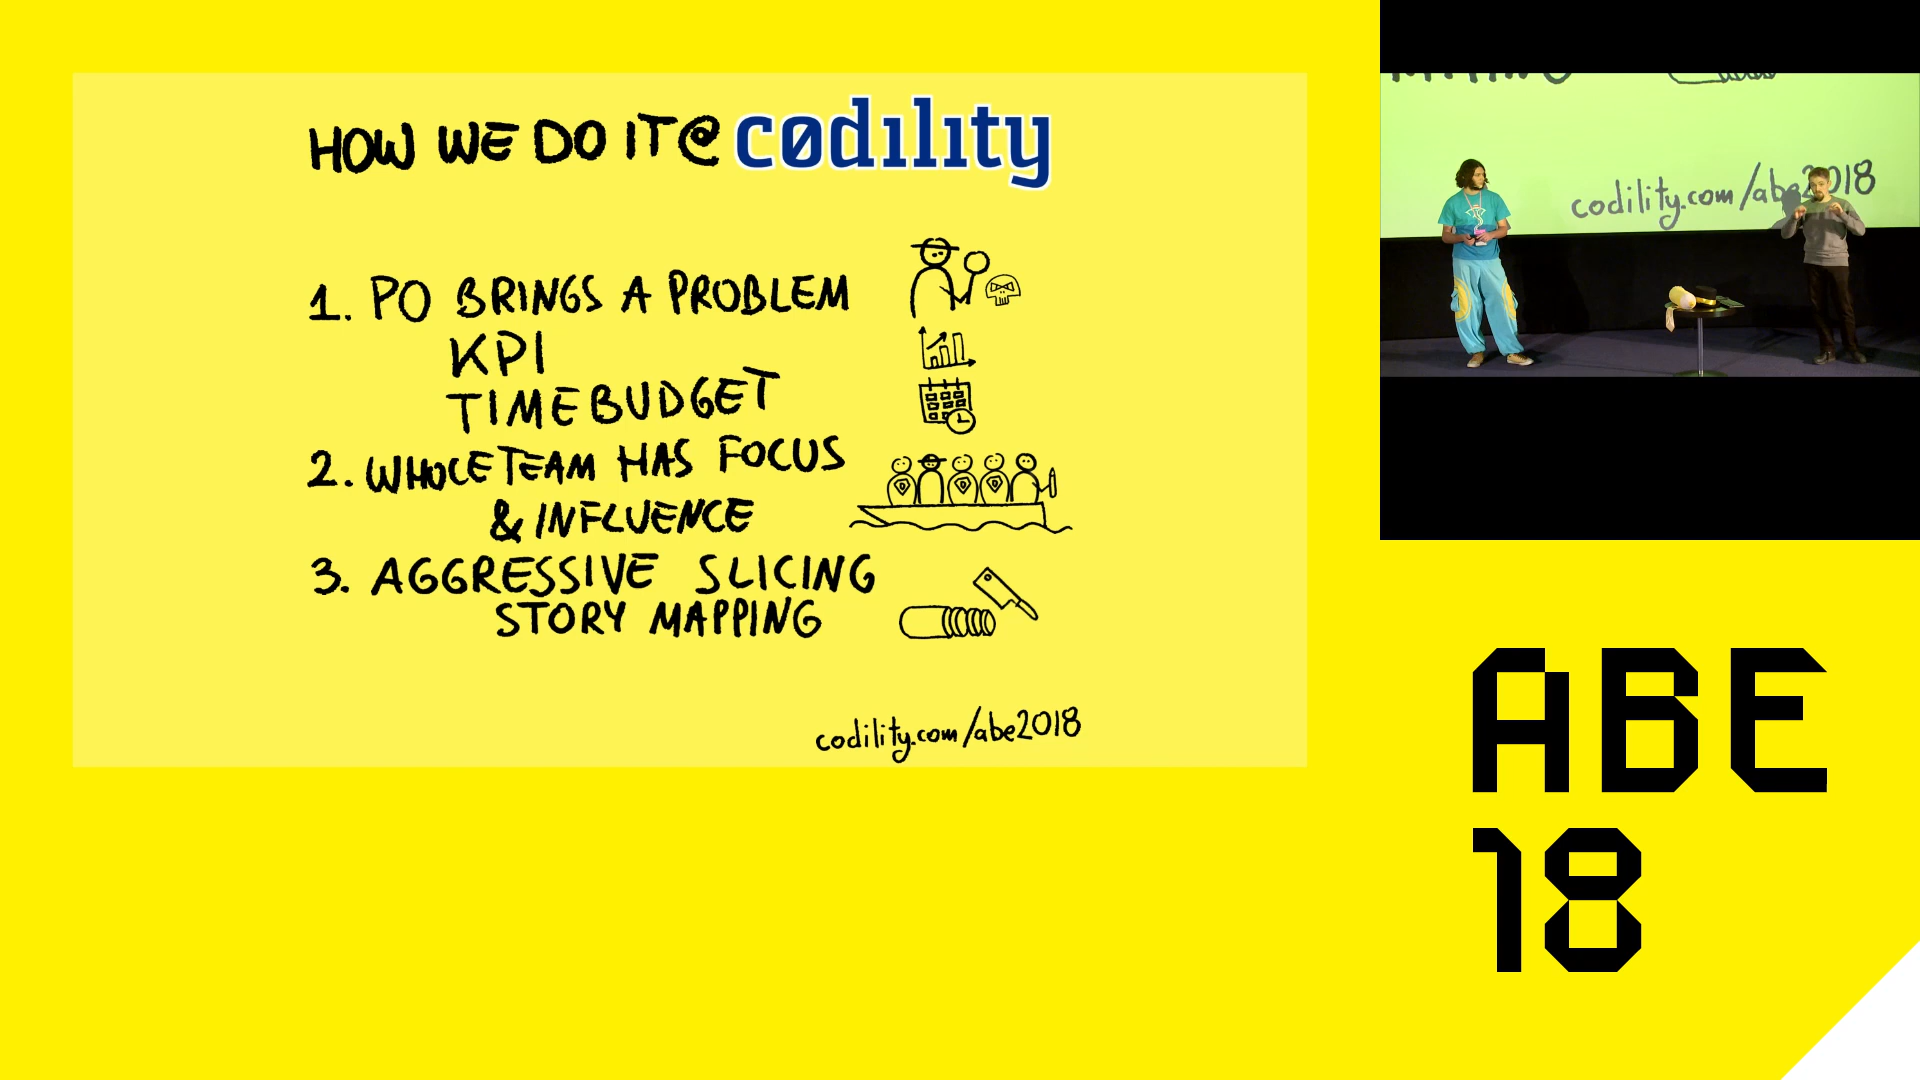 HOW WE DO IT @ cødility
1. PO BRINGS A PROBLEM
KPI
TIMEBUDGET
2. WHOLE TEAM HAS FOCUS
& INFLUENCE
3. AGGRESSIVE SLICING
STORY MAPPING
codility.com/abe2018
codility.com/abe2018
ABE
18